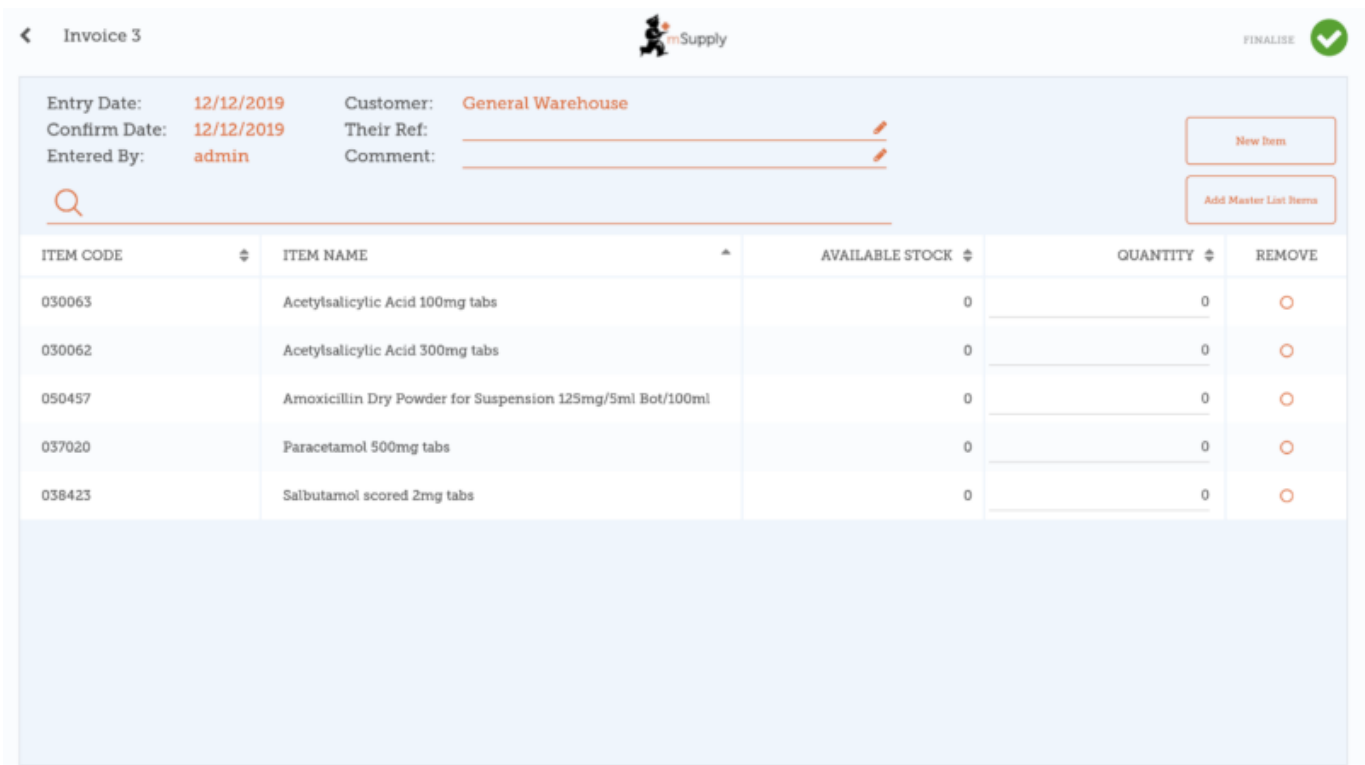 Invoice 3
mSupply
FINALISE
Entry Date: 12/12/2019 Customer: General Warehouse
Confirm Date: 12/12/2019 Their Ref:
Entered By: admin Comment:
New Item
Add Master List Items
ITEM CODE ITEM NAME AVAILABLE STOCK QUANTITY REMOVE
030063 Acetylsalicylic Acid 100mg tabs 0 0
030062 Acetylsalicylic Acid 300mg tabs 0 0
050457 Amoxicillin Dry Powder for Suspension 125mg/5ml Bot/100ml 0 0
037020 Paracetamol 500mg tabs 0 0
038423 Salbutamol scored 2mg tabs 0 0